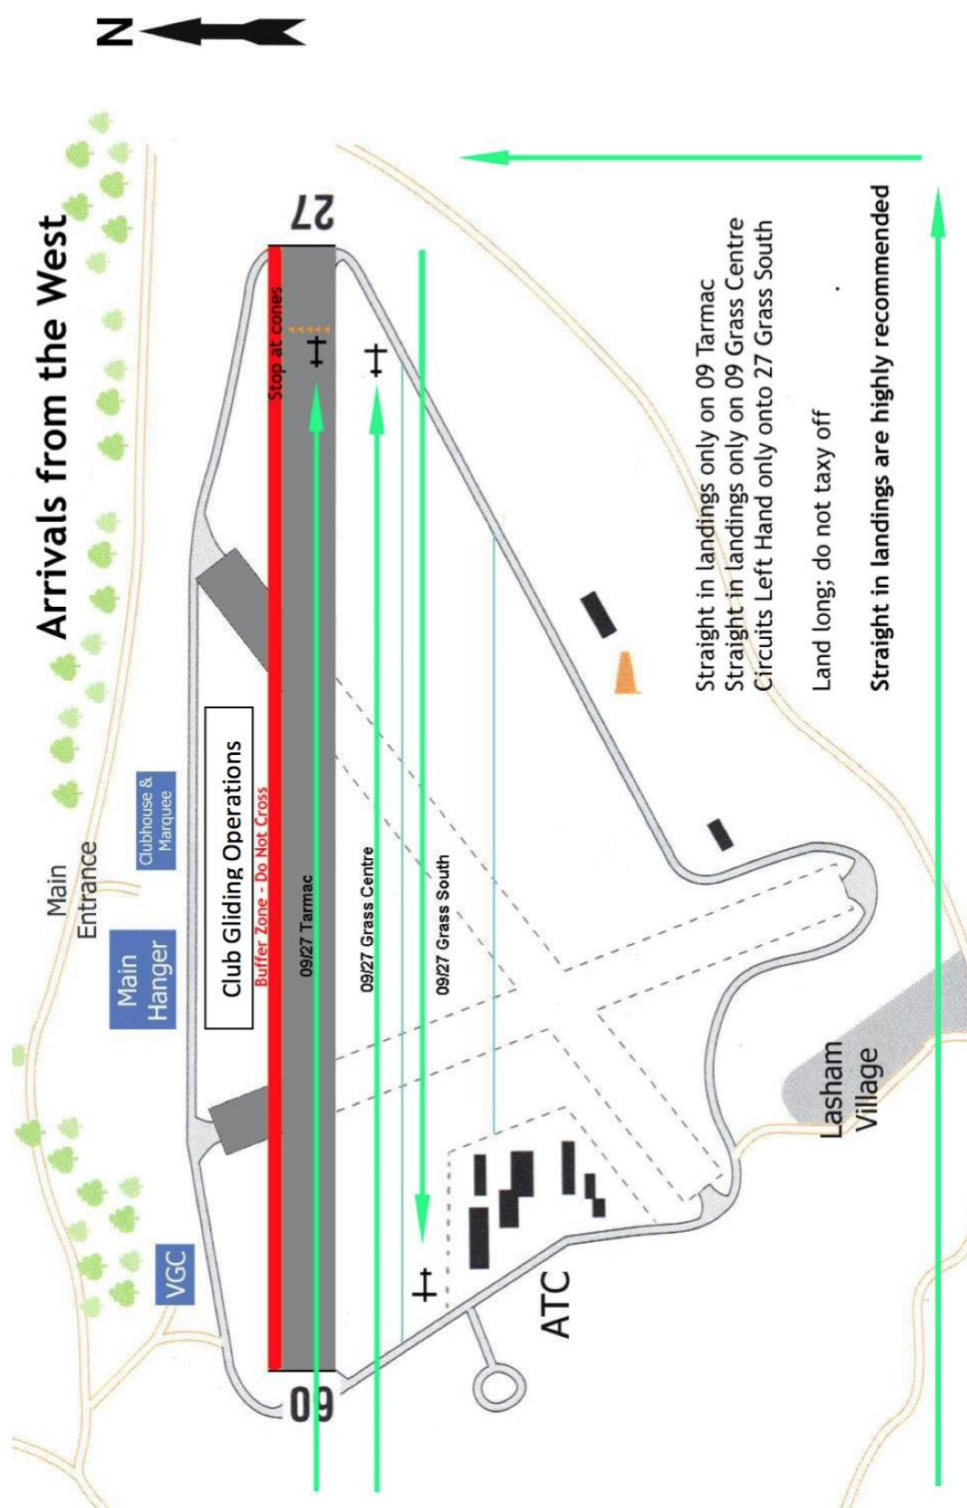 N
Arrivals from the West
Main
Entrance
Clubhouse &
Marquee
Main
Hanger
VGC
Club Gliding Operations
Buffer Zone - Do Not Cross
Stop at cones
09
27
09/27 Tarmac
09/27 Grass Centre
09/27 Grass South
ATC
Lasham
Village
Straight in landings only on 09 Tarmac
Straight in landings only on 09 Grass Centre
Circuits Left Hand only onto 27 Grass South
Land long; do not taxy off
Straight in landings are highly recommended